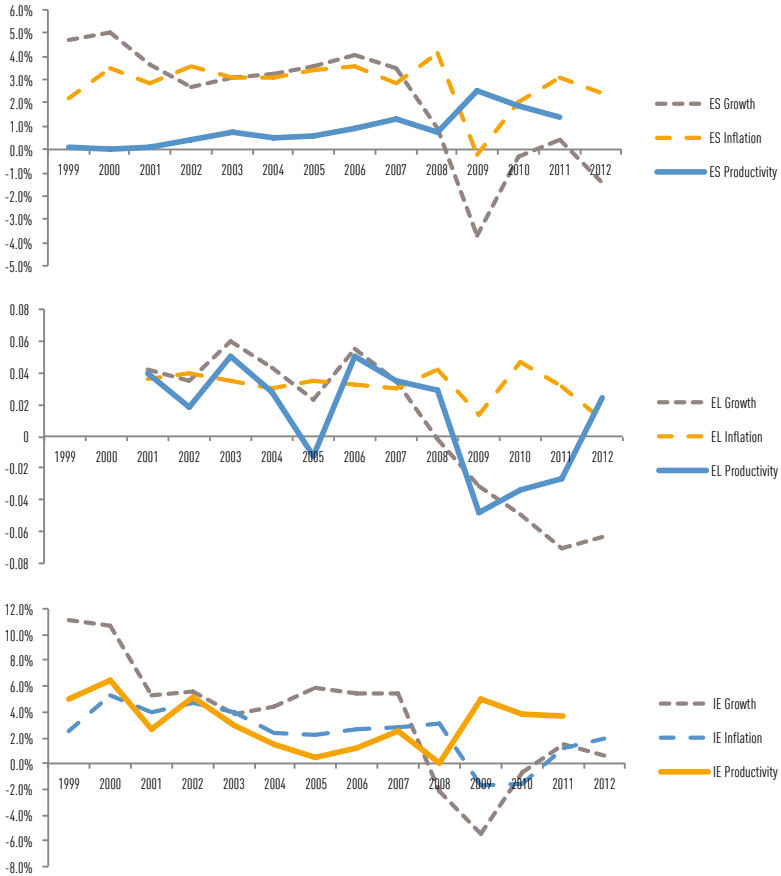 6.0%
5.0%
4.0%
3.0%
2.0%
1.0%
0.0%
-1.0%
-2.0%
-3.0%
-4.0%
-5.0%
1999 2000 2001 2002 2003 2004 2005 2006 2007 2008 2009 2010 2011 2012
ES Growth
ES Inflation
ES Productivity
0.08
0.06
0.04
0.02
0
-0.02
-0.04
-0.06
-0.08
1999 2000 2001 2002 2003 2004 2005 2006 2007 2008 2009 2010 2011 2012
EL Growth
EL Inflation
EL Productivity
12.0%
10.0%
8.0%
6.0%
4.0%
2.0%
0.0%
-2.0%
-4.0%
-6.0%
-8.0%
1999 2000 2001 2002 2003 2004 2005 2006 2007 2008 2009 2010 2011 2012
IE Growth
IE Inflation
IE Productivity